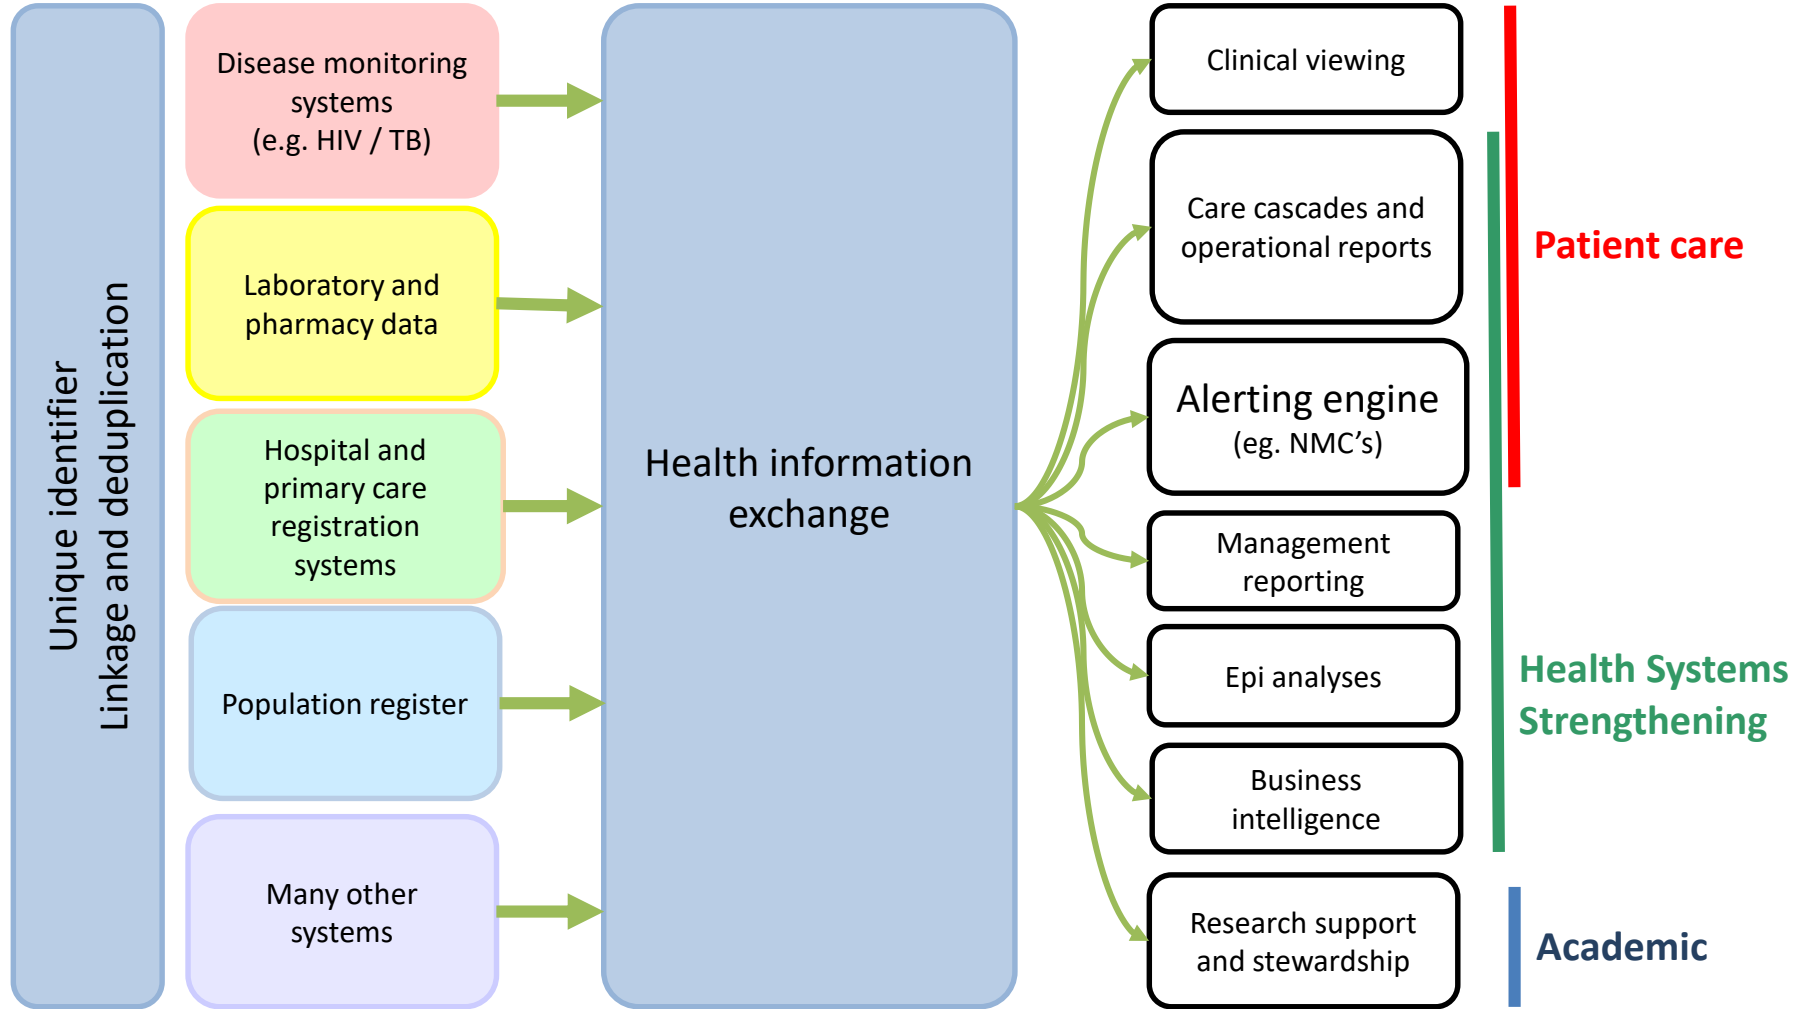 Unique identifier
Linkage and deduplication
Disease monitoring
systems
(e.g. HIV / TB)
Laboratory and
pharmacy data
Hospital and
primary care
registration
systems
Population register
Many other
systems
Health information
exchange
Clinical viewing
Care cascades and
operational reports
Alerting engine
(eg. NMC’s)
Management
reporting
Epi analyses
Business
intelligence
Research support
and stewardship
Patient care
Health Systems
Strengthening
Academic